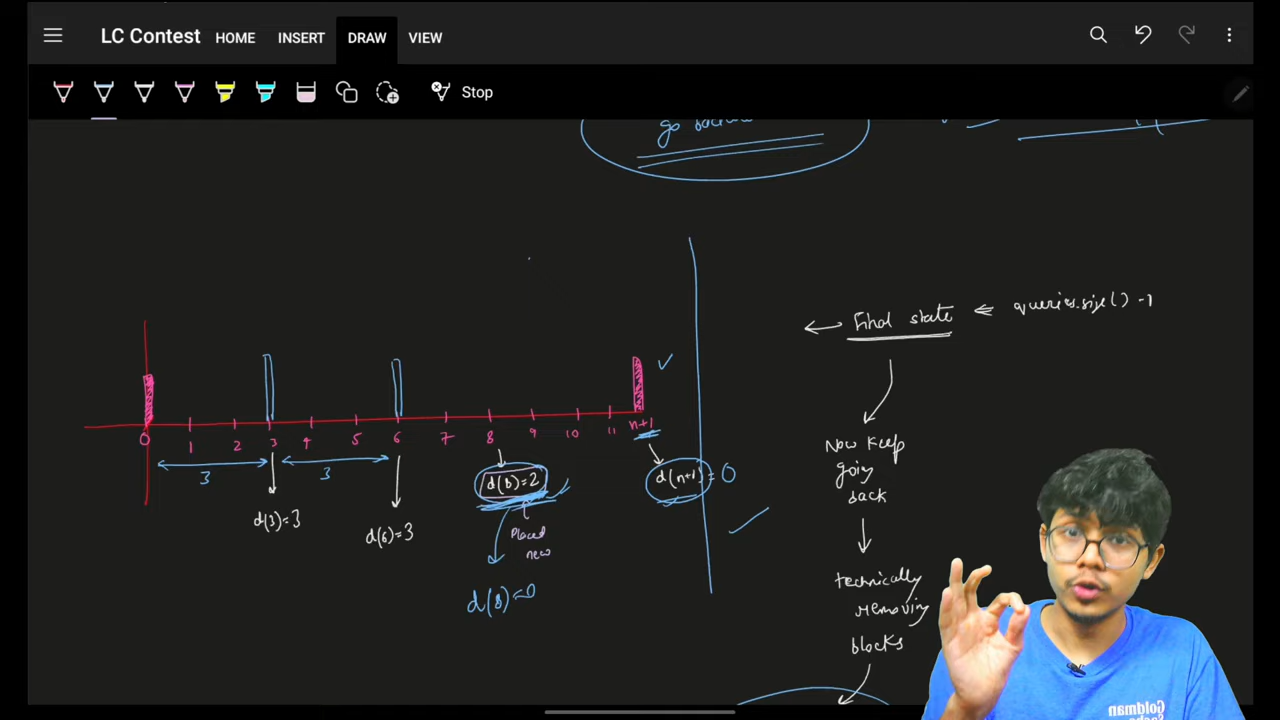 LC Contest HOME INSERT DRAW VIEW
Stop
go
Final state ⇐ queries.size() -1
0 1 2 3 4 5 6 7 8 9 10 11 n+1
3 3
Now keep
going
back
d(3)=3
d(6)=3
d(8)=2
d(n+1) = 0
Placed
new
d(8)=0
technically
removing
blocks
Goldman